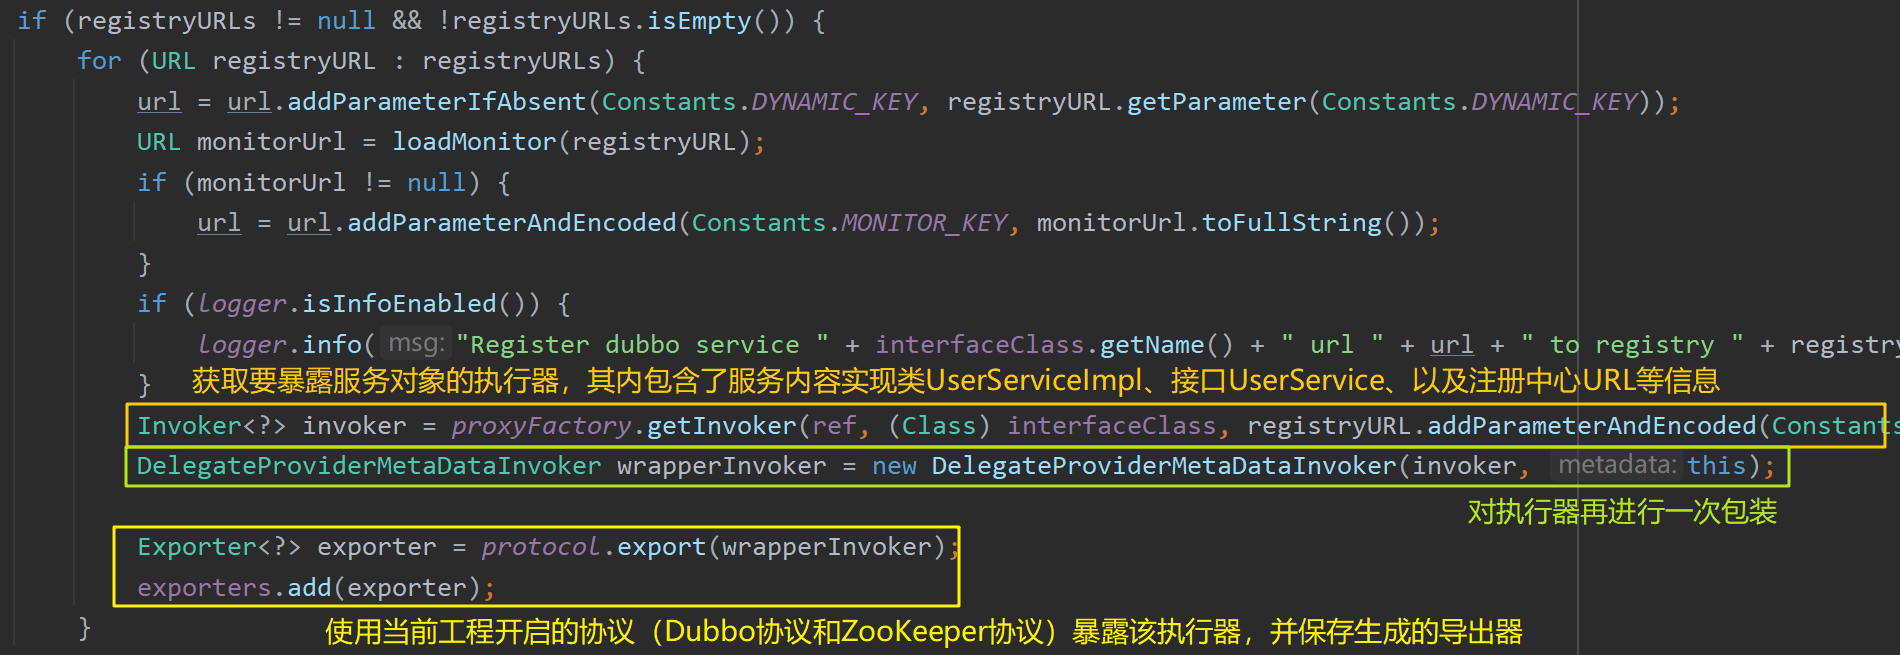 if (registryURLs != null && !registryURLs.isEmpty()) {
for (URL registryURL : registryURLs) {
url = url.addParameterIfAbsent(Constants.DYNAMIC_KEY, registryURL.getParameter(Constants.DYNAMIC_KEY));
URL monitorUrl = loadMonitor(registryURL);
if (monitorUrl != null) {
url = url.addParameterAndEncoded(Constants.MONITOR_KEY, monitorUrl.toFullString());
}
if (logger.isInfoEnabled()) {
logger.info( msg: "Register dubbo service " + interfaceClass.getName() + " url " + url + " to registry " + registry
} 获取要暴露服务对象的执行器，其内包含了服务内容实现类UserServiceImpl、接口UserService、以及注册中心URL等信息
Invoker<?> invoker = proxyFactory.getInvoker(ref, (Class) interfaceClass, registryURL.addParameterAndEncoded(Constants
DelegateProviderMetaDataInvoker wrapperInvoker = new DelegateProviderMetaDataInvoker(invoker, metadata: this);
对执行器再进行一次包装
Exporter<?> exporter = protocol.export(wrapperInvoker);
exporters.add(exporter);
} 使用当前工程开启的协议（Dubbo协议和ZooKeeper协议）暴露该执行器，并保存生成的导出器